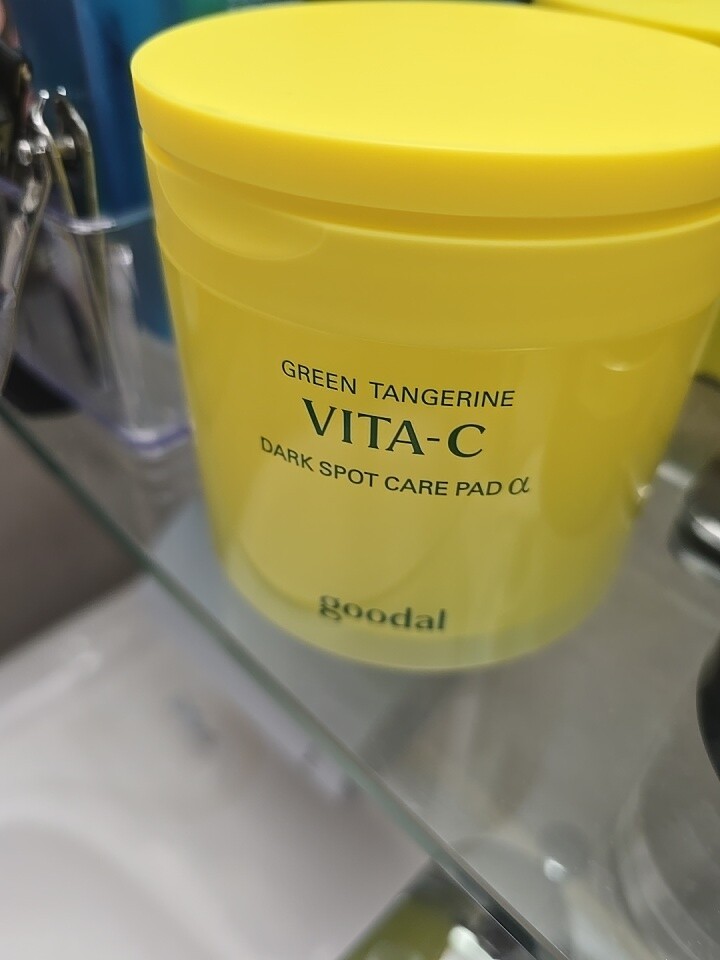 GREEN TANGERINE
VITA-C
DARK SPOT CARE PAD α
goodal